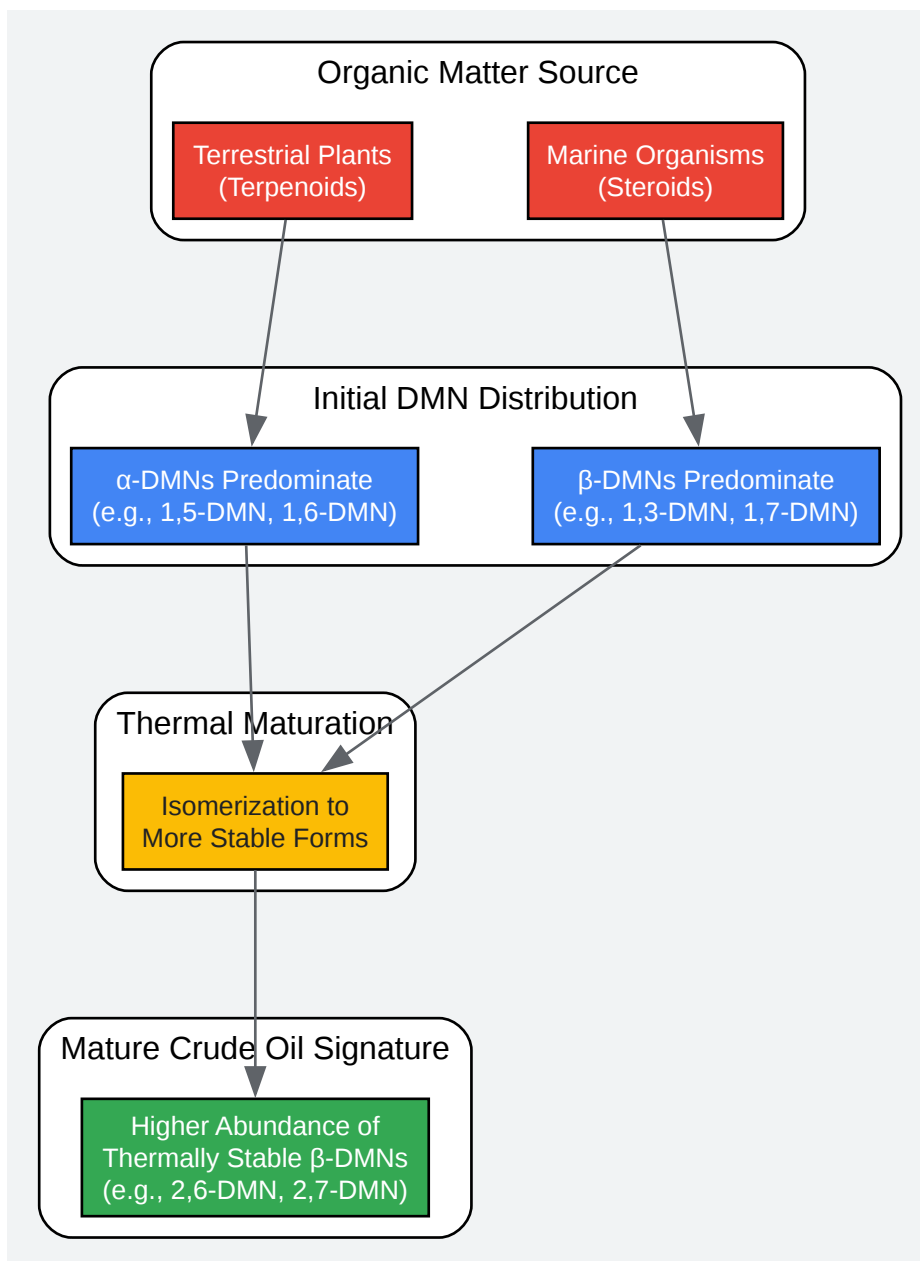 Organic Matter Source
Terrestrial Plants
(Terpenoids)
Marine Organisms
(Steroids)
Initial DMN Distribution
α-DMNs Predominate
(e.g., 1,5-DMN, 1,6-DMN)
β-DMNs Predominate
(e.g., 1,3-DMN, 1,7-DMN)
Thermal Maturation
Isomerization to
More Stable Forms
Mature Crude Oil Signature
Higher Abundance of
Thermally Stable β-DMNs
(e.g., 2,6-DMN, 2,7-DMN)